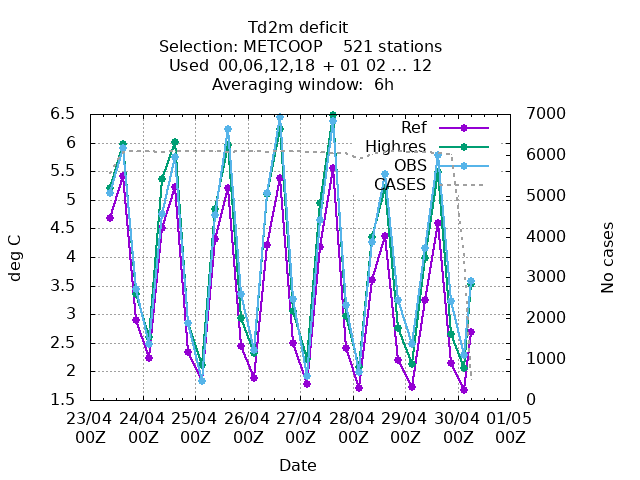 Td2m deficit
Selection: METCOOP    521 stations
Used  00,06,12,18 + 01 02 ... 12
Averaging window:  6h
6.5
6
5.5
5
4.5
4
3.5
3
2.5
2
1.5
deg C
7000
6000
5000
4000
3000
2000
1000
0
No cases
Ref
Highres
OBS
CASES
23/04 24/04 25/04 26/04 27/04 28/04 29/04 30/04 01/05
00Z 00Z 00Z 00Z 00Z 00Z 00Z 00Z 00Z
Date